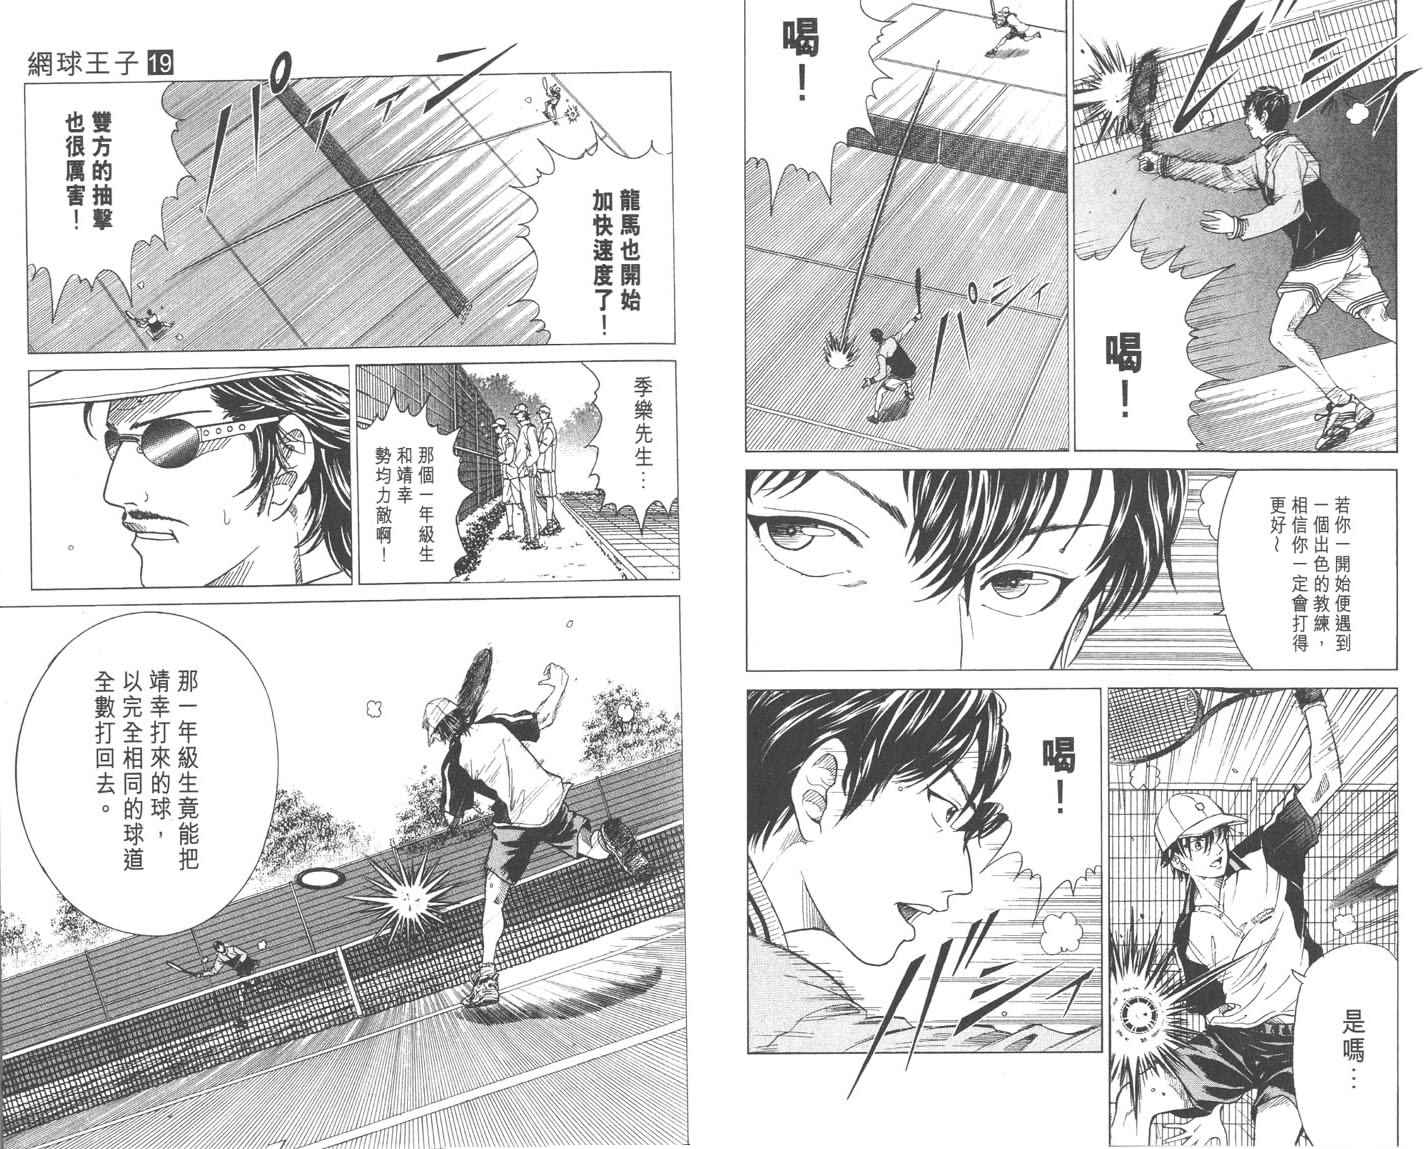 喝！
喝！
若你一開始便遇到
一個出色的教練，
相信你一定會打得
更好～
是嗎…
喝！
網球王子 19
龍馬也開始
加快速度了！
雙方的抽擊
也很厲害！
季樂先生…
那個一年級生
和靖幸
勢均力敵啊！
那一年級生竟能把
靖幸打來的球，
以完全相同的球道
全數打回去。